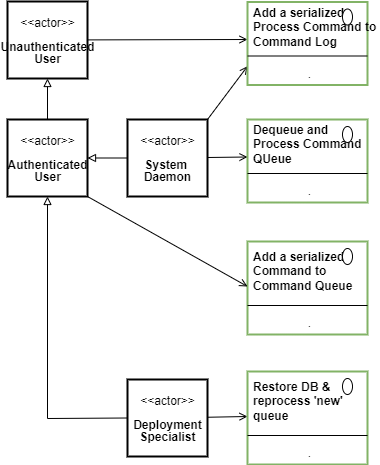 <<actor>>
Unauthenticated
User
Add a serialized
Process Command to
Command Log
.
<<actor>>
Authenticated
User
<<actor>>
System
Daemon
Dequeue and
Process Command
QUeue
.
Add a serialized
Command to
Command Queue
.
<<actor>>
Deployment
Specialist
Restore DB &
reprocess 'new'
queue
.